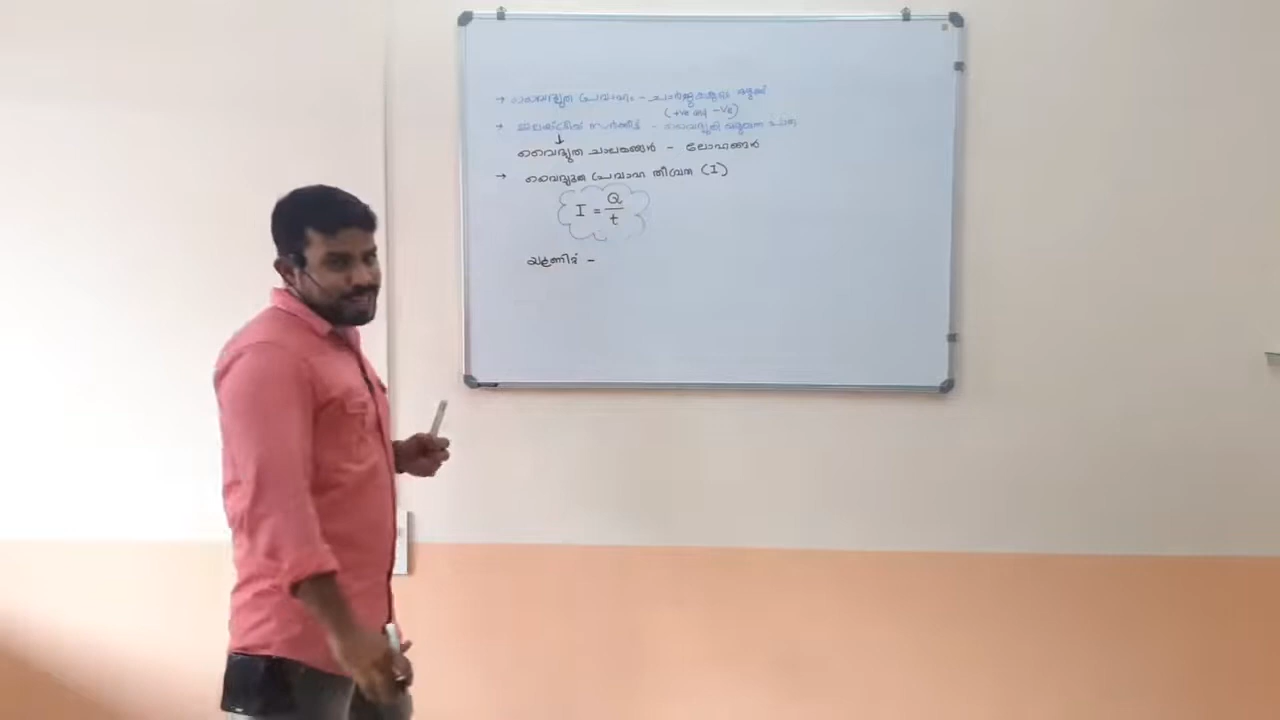 → വൈദ്യുത പ്രവാഹം - ചാർജ്ജുകളുടെ ഒഴുക്ക്
(+ve or -ve)
→ ഇലക്ട്രിക് സർക്കീട്ട് - വൈദ്യുതി ഒഴുകുന്ന പാത
↓
വൈദ്യുത ചാലകങ്ങൾ - ലോഹങ്ങൾ
→ വൈദ്യുത പ്രവാഹ തീവ്രത (I)
I = Q/t
യൂണിറ്റ് -